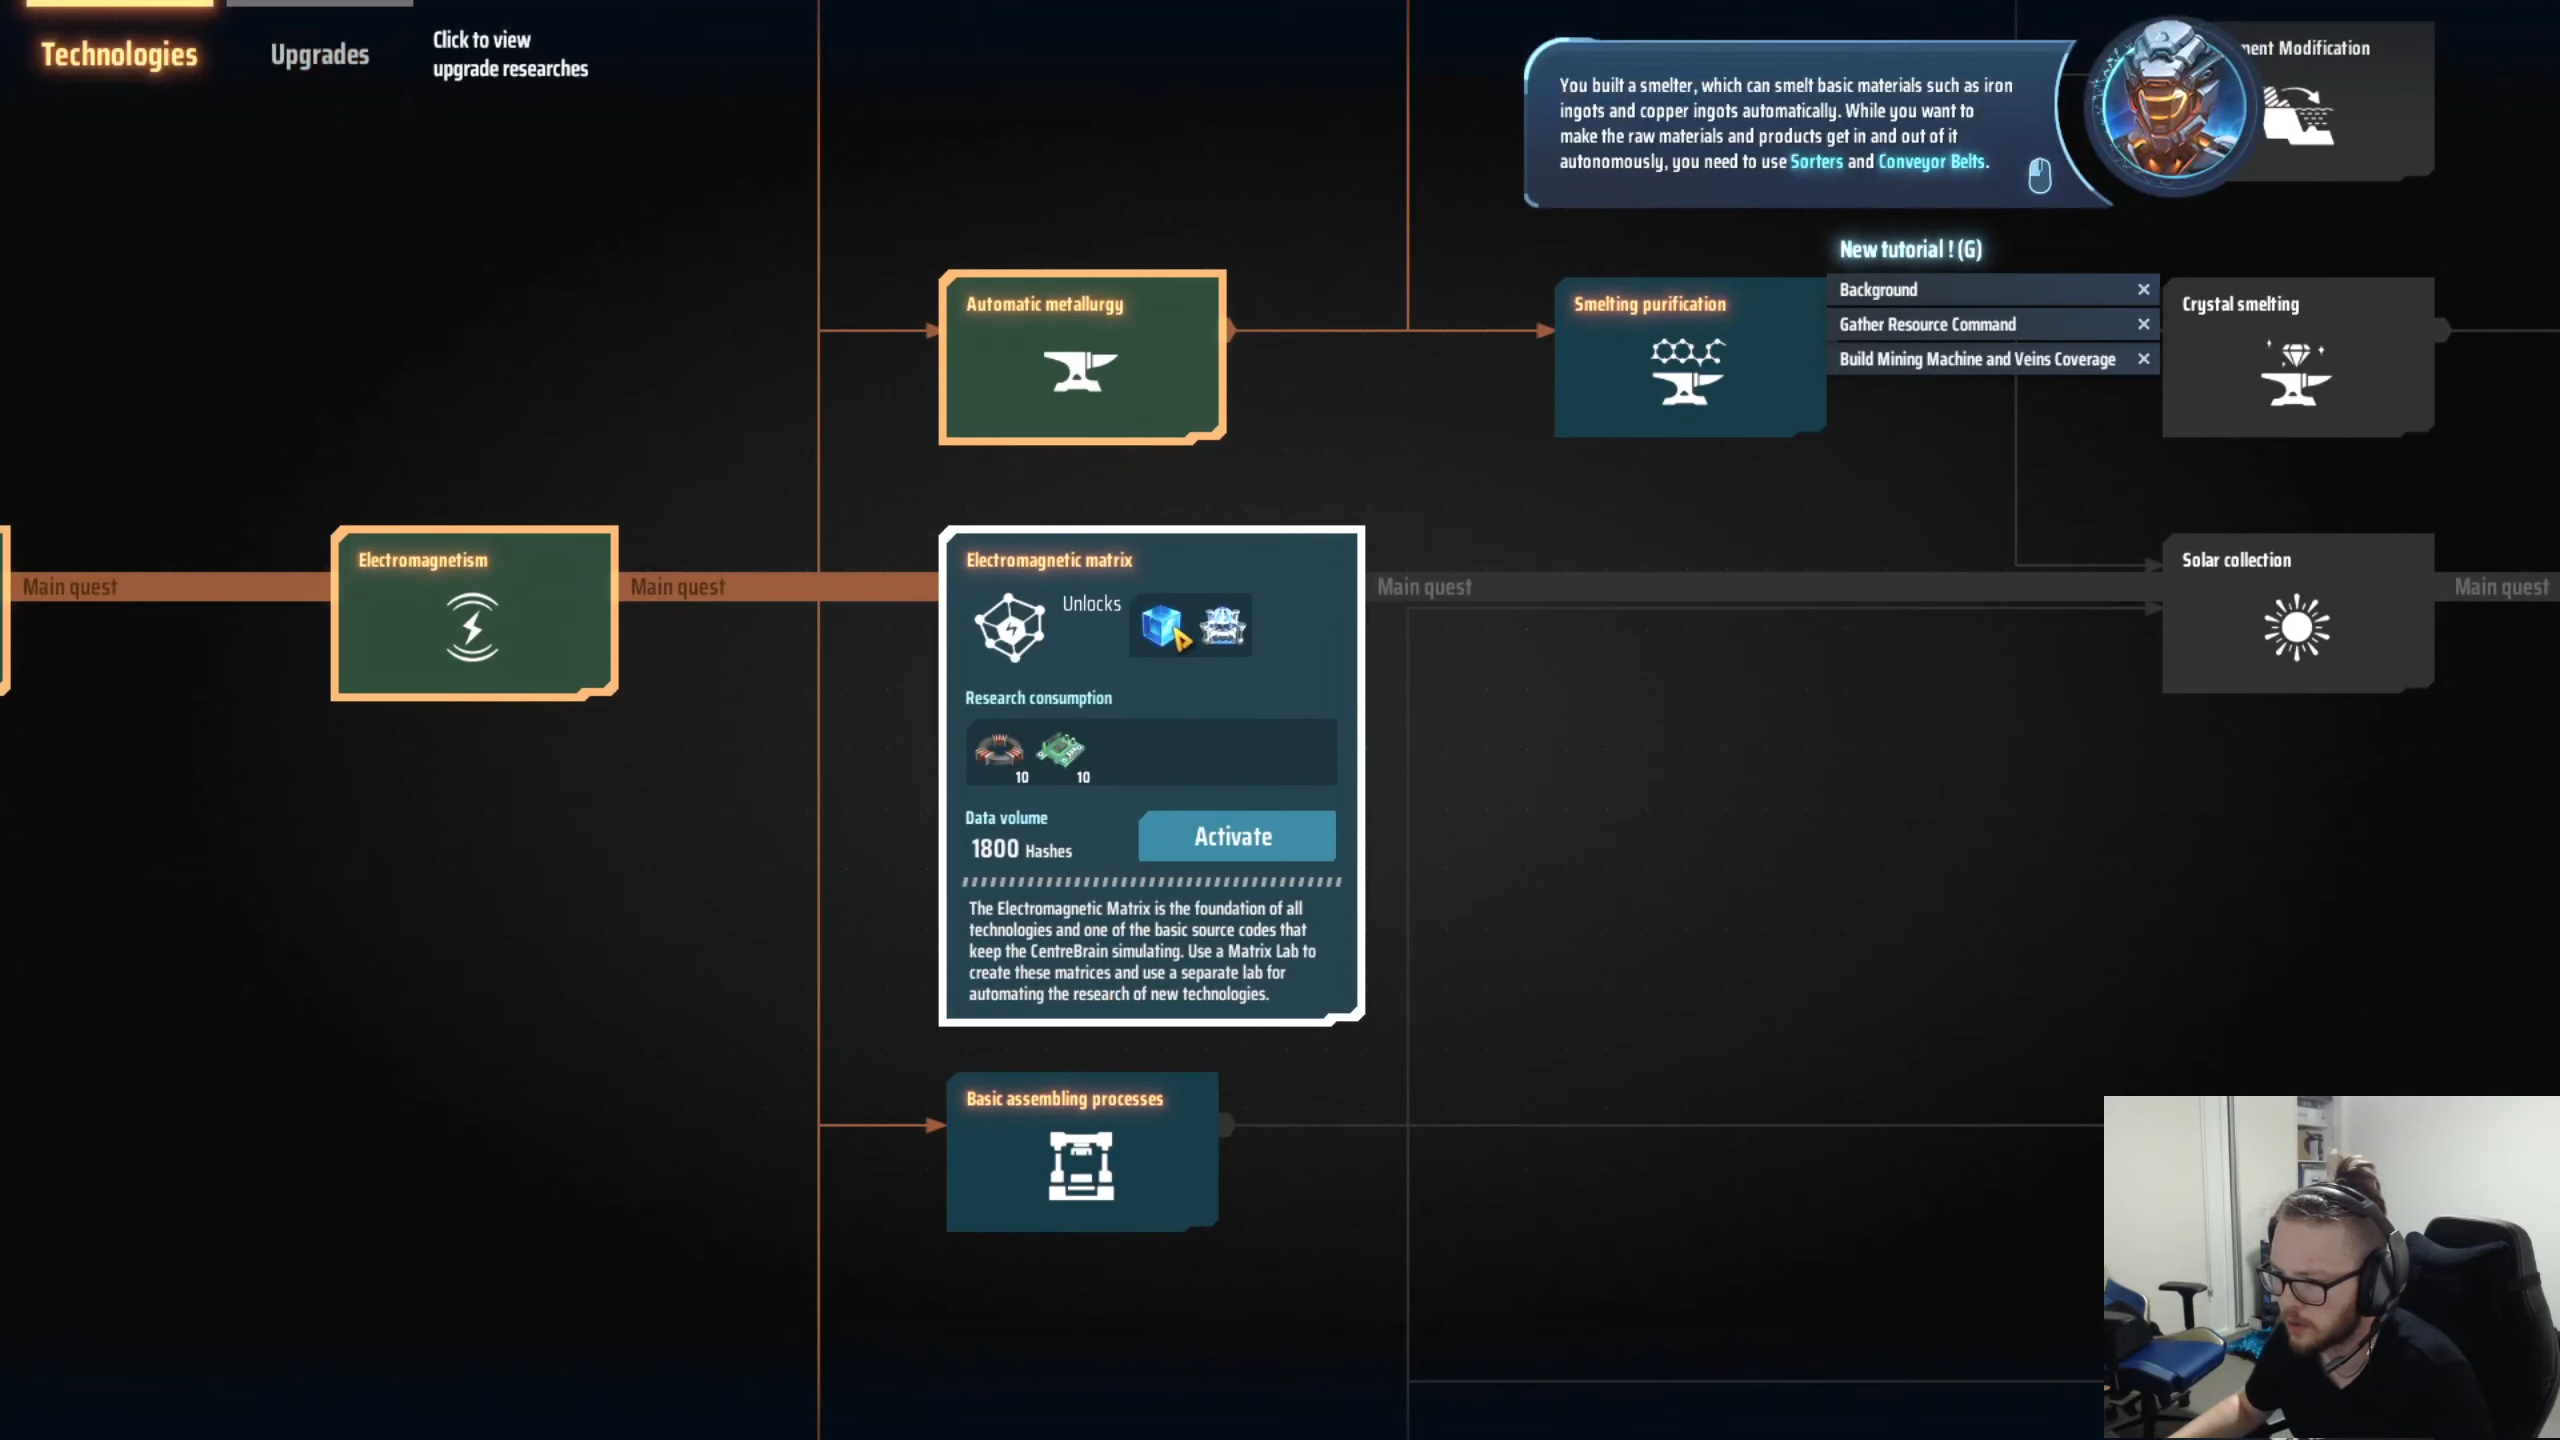 Technologies
Upgrades
Click to view
upgrade researches
You built a smelter, which can smelt basic materials such as iron
ingots and copper ingots automatically. While you want to
make the raw materials and products get in and out of it
autonomously, you need to use Sorters and Conveyor Belts.
ment Modification
New tutorial ! (G)
Background
Gather Resource Command
Build Mining Machine and Veins Coverage
Automatic metallurgy
Smelting purification
Crystal smelting
Main quest
Electromagnetism
Main quest
Electromagnetic matrix
Unlocks
Research consumption
10
10
Data volume
1800 Hashes
Activate
The Electromagnetic Matrix is the foundation of all
technologies and one of the basic source codes that
keep the CentreBrain simulating. Use a Matrix Lab to
create these matrices and use a separate lab for
automating the research of new technologies.
Main quest
Solar collection
Main quest
Basic assembling processes